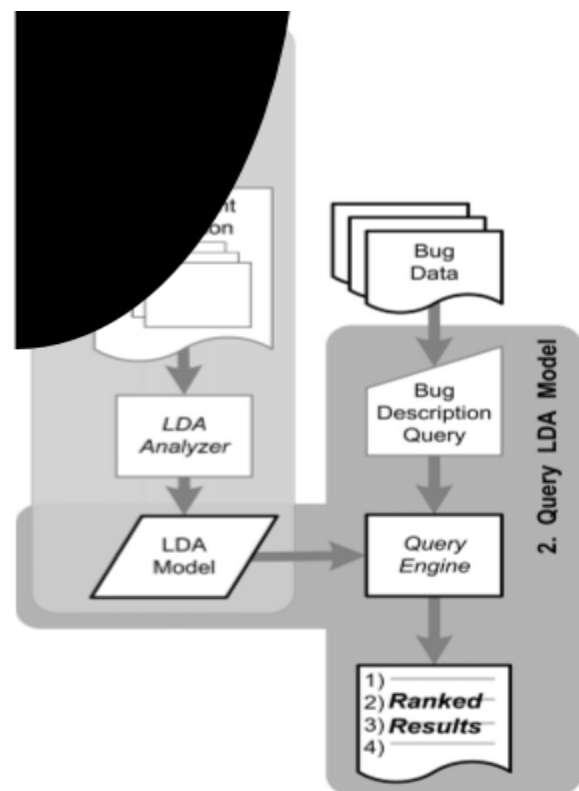 Bug
Data
Bug
Description
Query
LDA
Analyzer
LDA
Model
Query
Engine
1)
2) Ranked
3) Results
4)
2. Query LDA Model